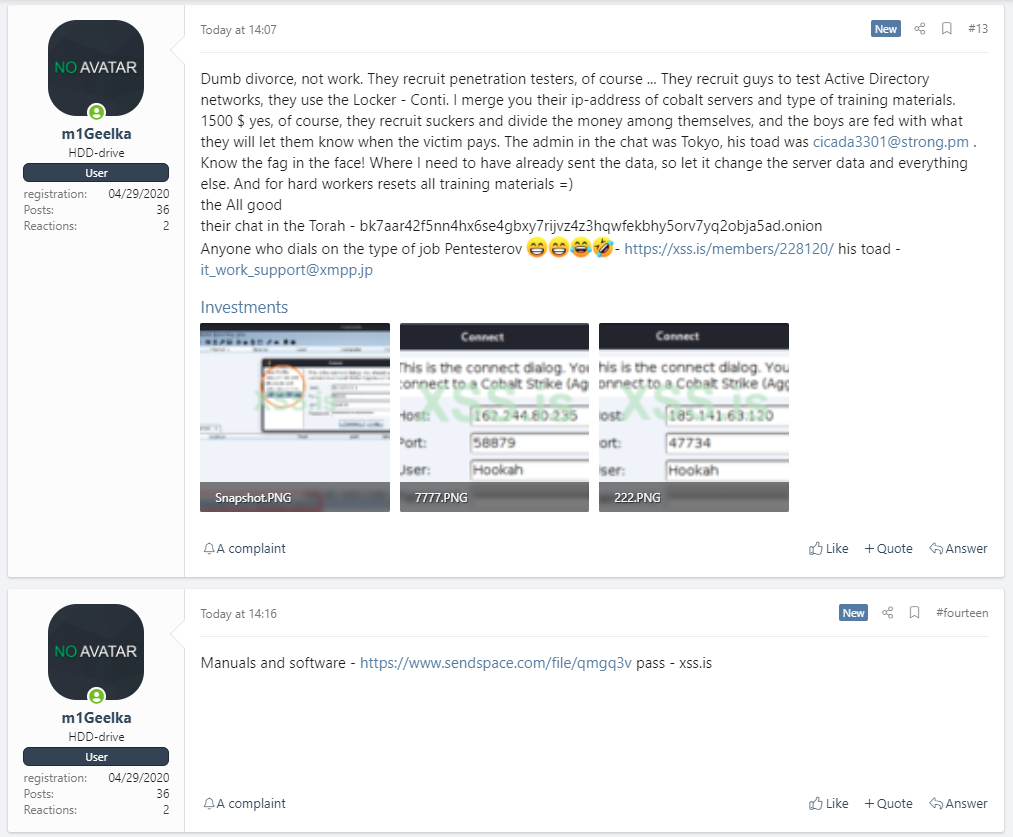 Today at 14:07
New
#13
NO AVATAR
m1Geelka
HDD-drive
User
registration: 04/29/2020
Posts: 36
Reactions: 2
Dumb divorce, not work. They recruit penetration testers, of course ... They recruit guys to test Active Directory
networks, they use the Locker - Conti. I merge you their ip-address of cobalt servers and type of training materials.
1500 $ yes, of course, they recruit suckers and divide the money among themselves, and the boys are fed with what
they will let them know when the victim pays. The admin in the chat was Tokyo, his toad was cicada3301@strong.pm .
Know the fag in the face! Where I need to have already sent the data, so let it change the server data and everything
else. And for hard workers resets all training materials =)
the All good
their chat in the Torah - bk7aar42f5nn4hx6se4gbxy7rijvz4z3hqwfekbhy5orv7yq2obja5ad.onion
Anyone who dials on the type of job Pentesterov 😁😁😂🤣- https://xss.is/members/228120/ his toad -
it_work_support@xmpp.jp
Investments
XSS.is
Snapshot.PNG
Connect
This is the connect dialog. You
connect to a Cobalt Strike (Agg
XSS.is
Host: 162.244.80.235
Port: 58879
User: Hookah
7777.PNG
Connect
his is the connect dialog. You
onnect to a Cobalt Strike (Agg
XSS.is
ost: 185.141.63.120
ort: 47734
ser: Hookah
222.PNG
A complaint
Like
+Quote
Answer
Today at 14:16
New
#fourteen
NO AVATAR
m1Geelka
HDD-drive
User
registration: 04/29/2020
Posts: 36
Reactions: 2
Manuals and software - https://www.sendspace.com/file/qmgq3v pass - xss.is
A complaint
Like
+Quote
Answer